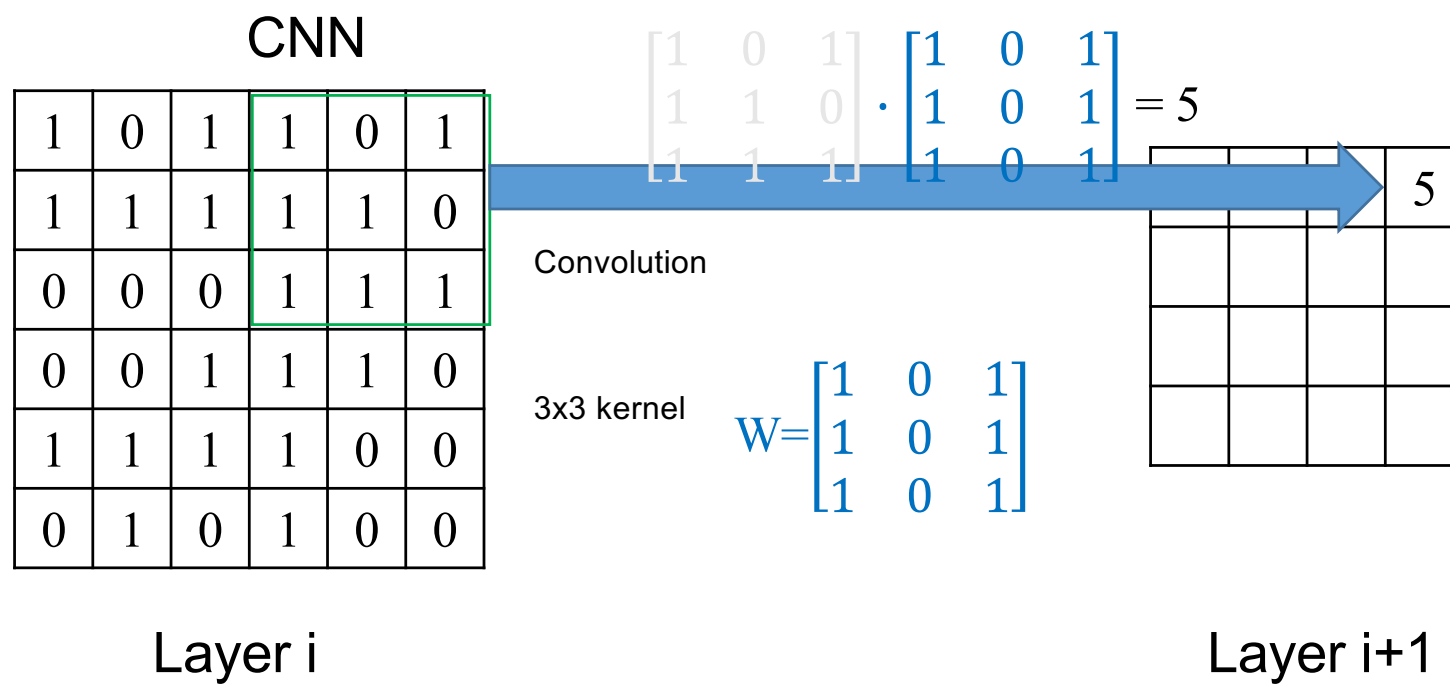 CNN
1 0 1 1 0 1
1 1 1 1 1 0
0 0 0 1 1 1
0 0 1 1 1 0
1 1 1 1 0 0
0 1 0 1 0 0
Layer i
[1 0 1] · [1 0 1] = 5
[1 1 0] [1 0 1]
[1 1 1] [1 0 1]
Convolution
3x3 kernel
W=[1 0 1]
[1 0 1]
[1 0 1]
5
Layer i+1